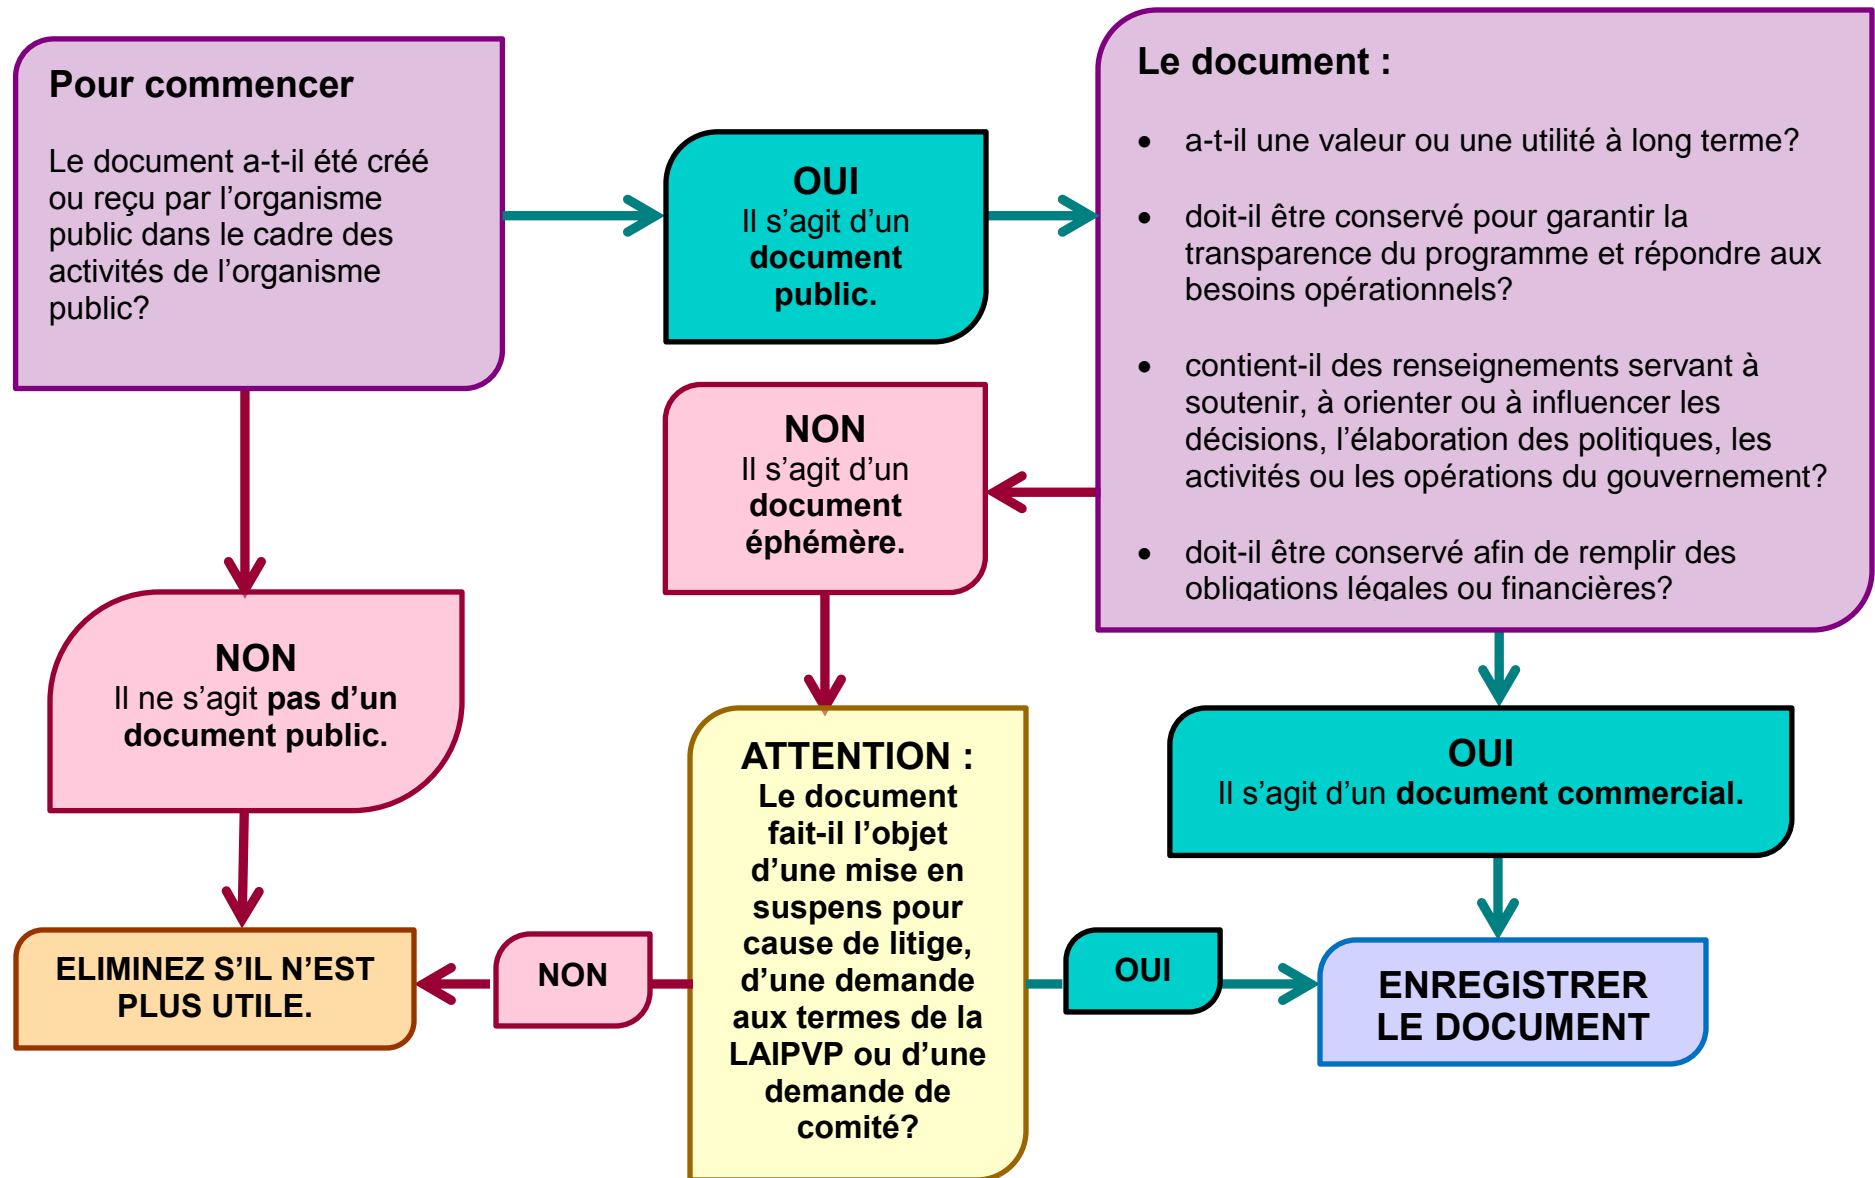 Pour commencer
Le document a-t-il été créé
ou reçu par l’organisme
public dans le cadre des
activités de l’organisme
public?
OUI
Il s’agit d’un
document
public.
Le document :
• a-t-il une valeur ou une utilité à long terme?
• doit-il être conservé pour garantir la
transparence du programme et répondre aux
besoins opérationnels?
• contient-il des renseignements servant à
soutenir, à orienter ou à influencer les
décisions, l’élaboration des politiques, les
activités ou les opérations du gouvernement?
• doit-il être conservé afin de remplir des
obligations légales ou financières?
NON
Il s’agit d’un
document
éphémère.
NON
Il ne s’agit pas d’un
document public.
ATTENTION :
Le document
fait-il l’objet
d’une mise en
suspens pour
cause de litige,
d’une demande
aux termes de la
LAIPVP ou d’une
demande de
comité?
OUI
Il s’agit d’un document commercial.
ELIMINEZ S’IL N’EST
PLUS UTILE.
NON
OUI
ENREGISTRER
LE DOCUMENT